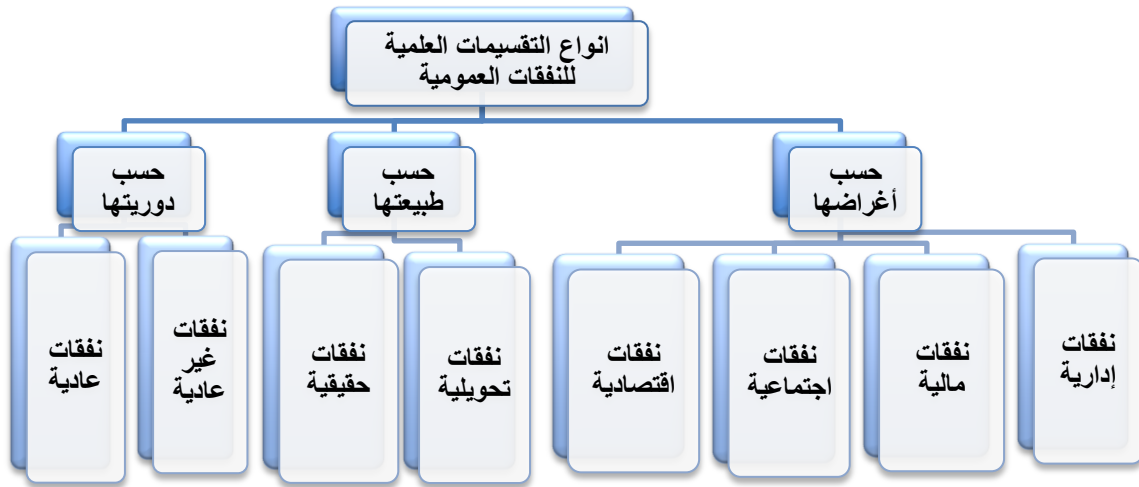 انواع التقسيمات العلمية
للنفقات العمومية
حسب
أغراضها
حسب
طبيعتها
حسب
دوريتها
نفقات
إدارية
نفقات
مالية
نفقات
اجتماعية
نفقات
اقتصادية
نفقات
تحويلية
نفقات
حقيقية
نفقات
غير
عادية
نفقات
عادية